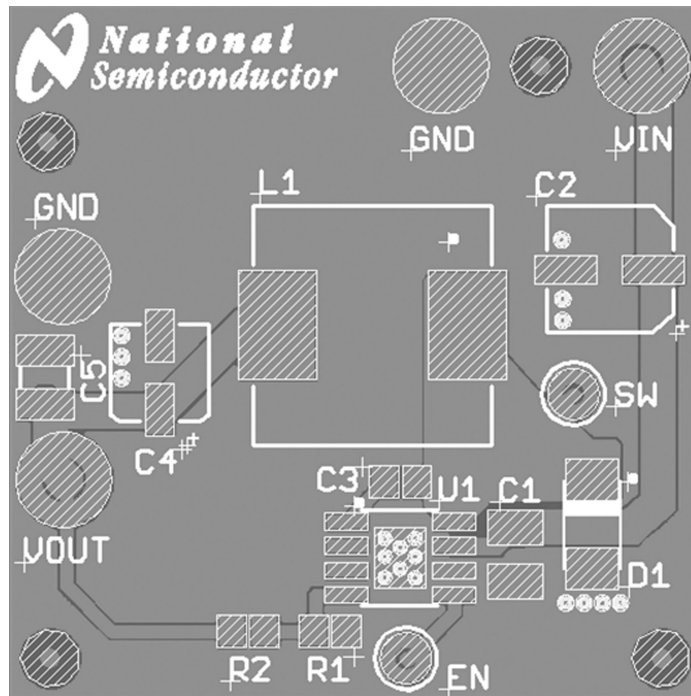 National
Semiconductor
GND
VIN
L1
C2
GND
C5
SW
C4
C3
U1
C1
VOUT
D1
R2
R1
EN